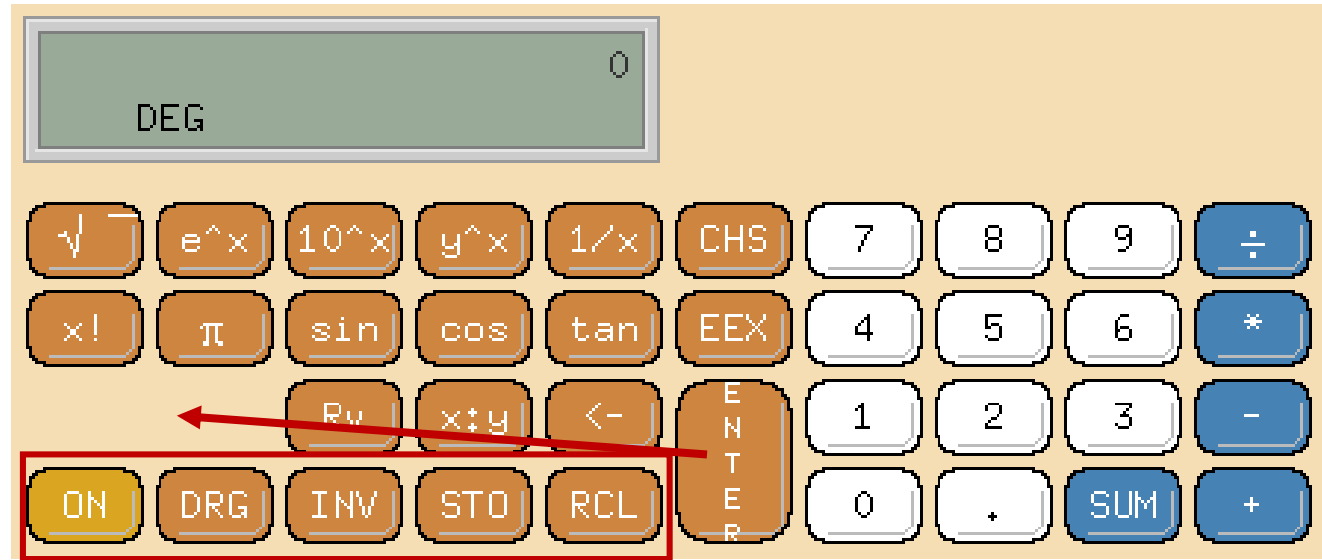 0
DEG
√ e^x 10^x y^x 1/x CHS 7 8 9 ÷
x! π sin cos tan EEX 4 5 6 *
Rv x↕y <- ENTER 1 2 3 -
ON DRG INV STO RCL 0 . SUM +